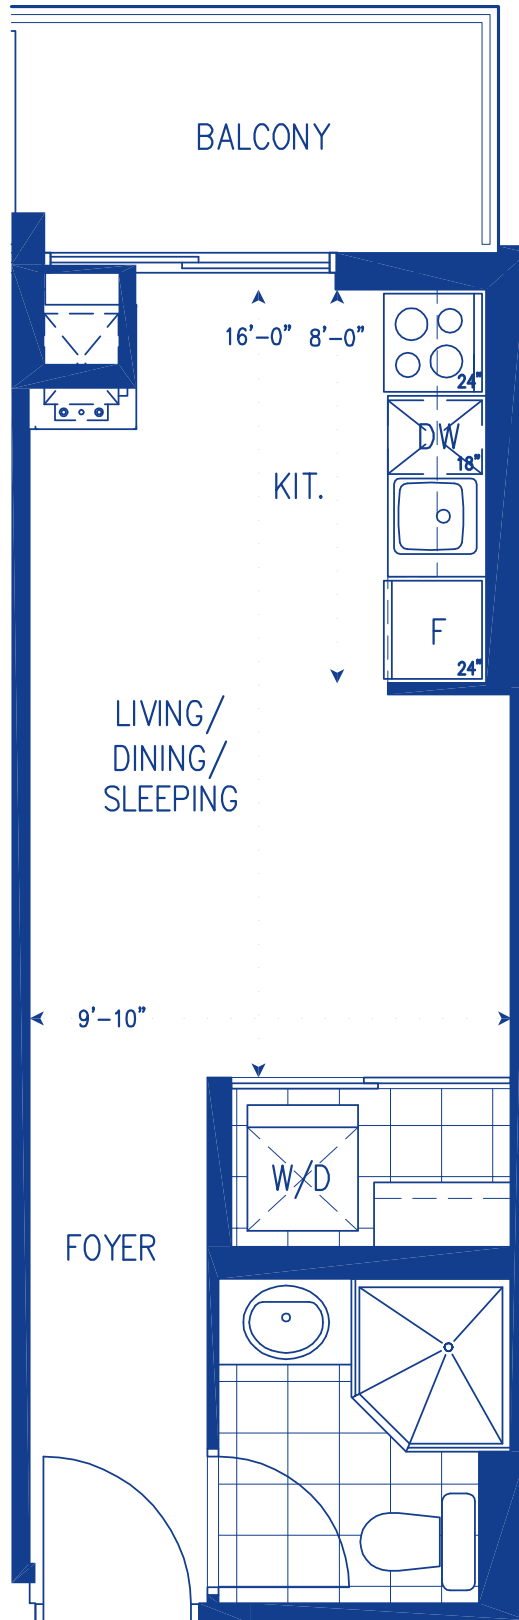 BALCONY
16'-0" 8'-0"
24"
DW
18"
KIT.
F
24"
LIVING/
DINING/
SLEEPING
9'-10"
W/D
FOYER